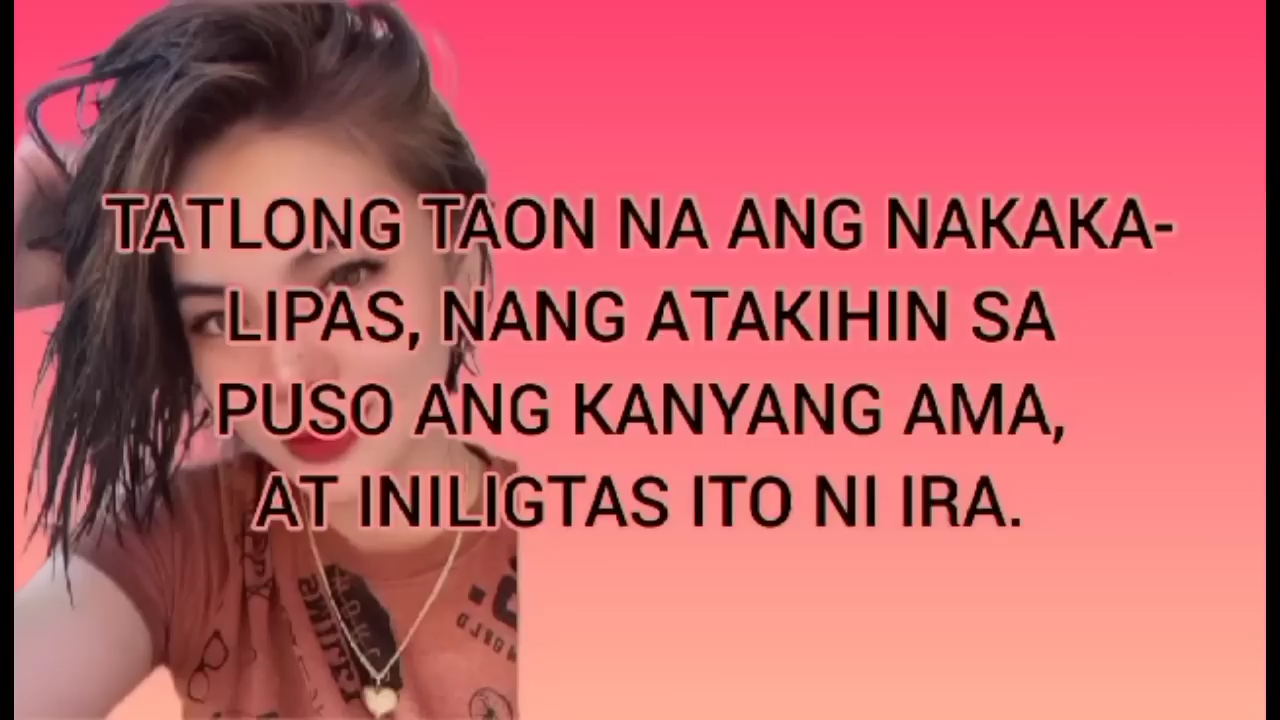 TATLONG TAON NA ANG NAKAKA-
LIPAS, NANG ATAKIHIN SA
PUSO ANG KANYANG AMA,
AT INILIGTAS ITO NI IRA.